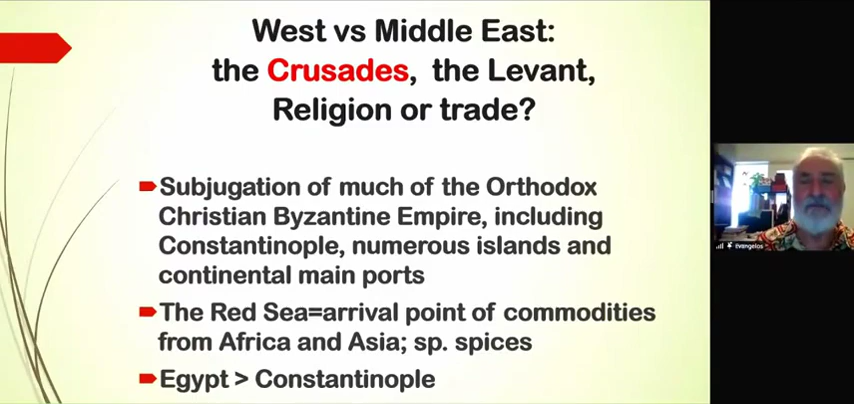 West vs Middle East:
the Crusades, the Levant,
Religion or trade?
Subjugation of much of the Orthodox
Christian Byzantine Empire, including
Constantinople, numerous islands and
continental main ports
The Red Sea=arrival point of commodities
from Africa and Asia; sp. spices
Egypt > Constantinople
Evangelos